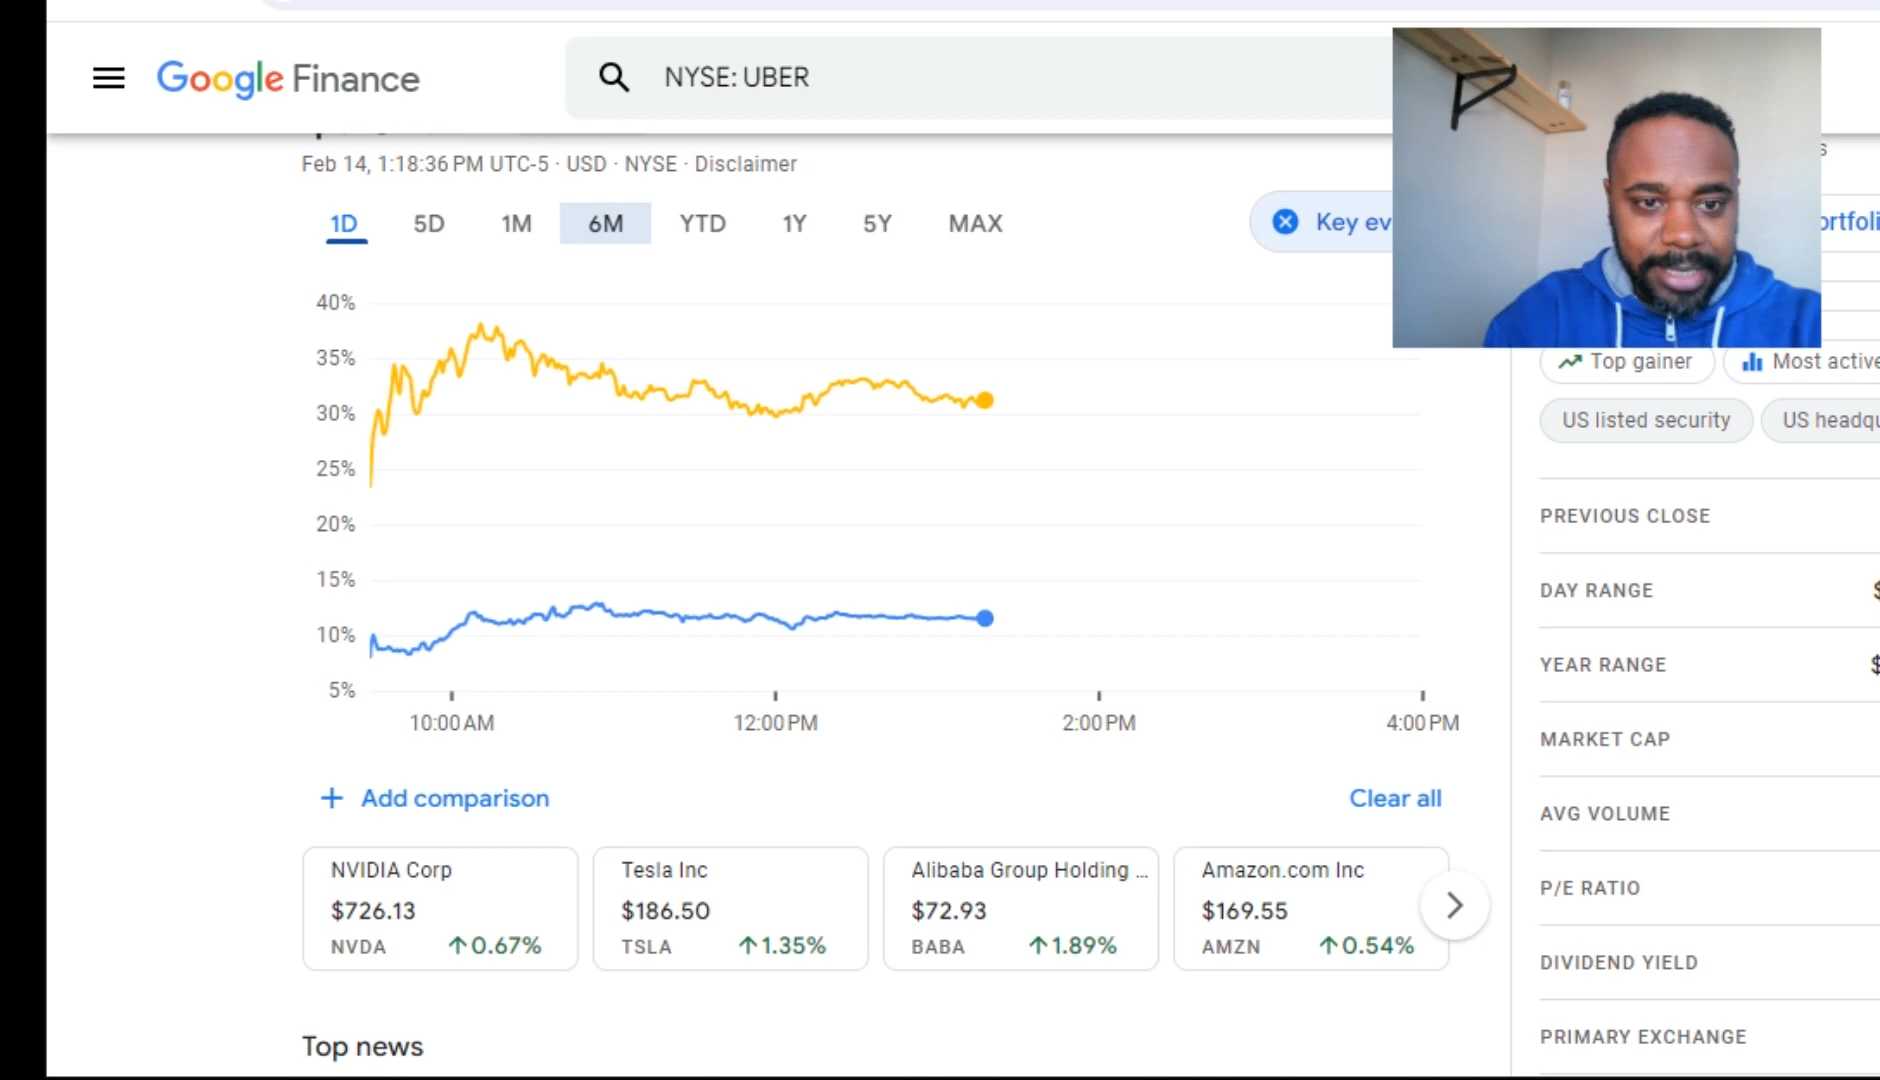 Google Finance
NYSE: UBER
Feb 14, 1:18:36 PM UTC-5 · USD · NYSE · Disclaimer
1D 5D 1M 6M YTD 1Y 5Y MAX
Key ev
ortfoli
40%
35%
30%
25%
20%
15%
10%
5%
10:00 AM 12:00 PM 2:00 PM 4:00 PM
+ Add comparison
Clear all
NVIDIA Corp
$726.13
NVDA ↑0.67%
Tesla Inc
$186.50
TSLA ↑1.35%
Alibaba Group Holding ...
$72.93
BABA ↑1.89%
Amazon.com Inc
$169.55
AMZN ↑0.54%
Top news
Top gainer
Most active
US listed security
US headqu
PREVIOUS CLOSE
DAY RANGE $
YEAR RANGE $
MARKET CAP
AVG VOLUME
P/E RATIO
DIVIDEND YIELD
PRIMARY EXCHANGE